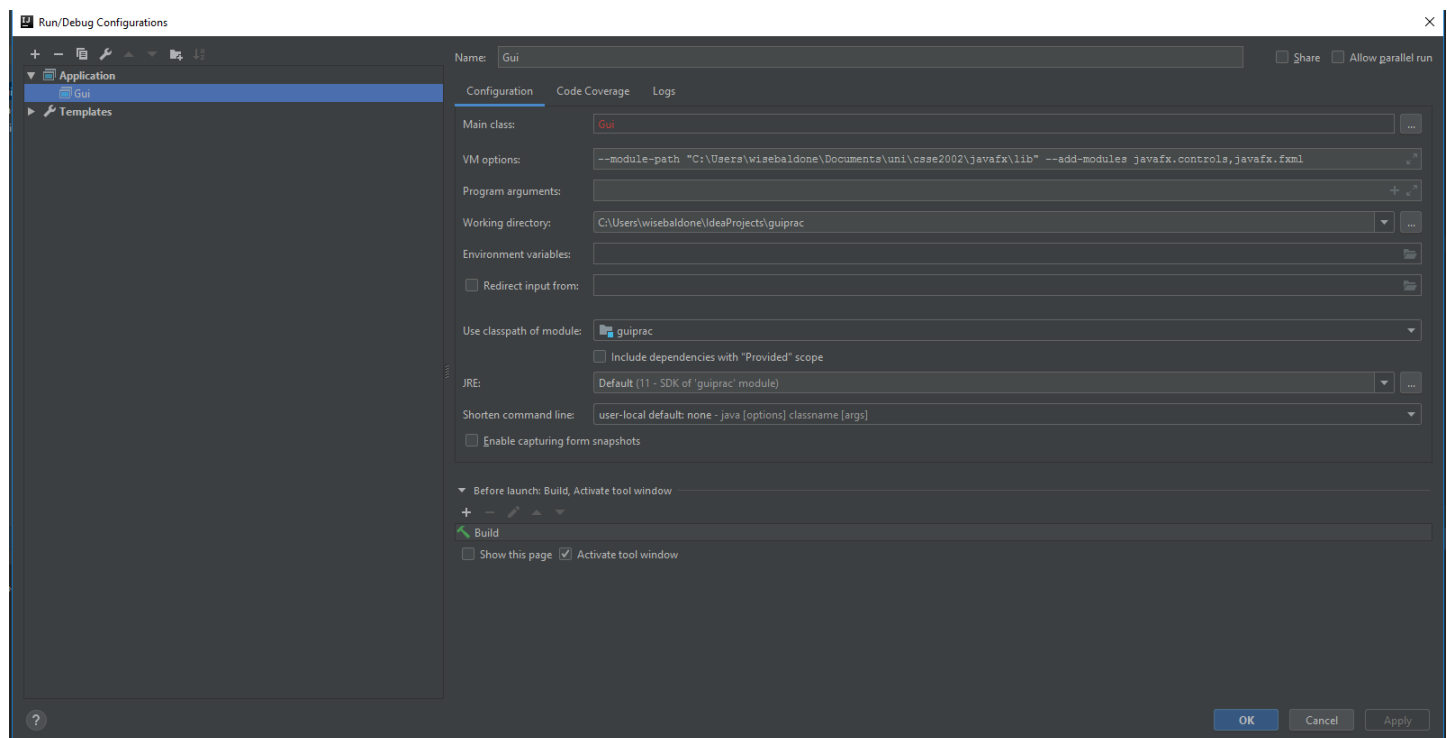 Run/Debug Configurations
Name: Gui Share Allow parallel run
Application
Gui
Templates
Configuration Code Coverage Logs
Main class: Gui ...
VM options: --module-path "C:\Users\wisebaldone\Documents\uni\csse2002\javafx\lib" --add-modules javafx.controls,javafx.fxml
Program arguments:
Working directory: C:\Users\wisebaldone\IdeaProjects\guiprac ...
Environment variables:
Redirect input from:
Use classpath of module: guiprac
Include dependencies with "Provided" scope
JRE: Default (11 - SDK of 'guiprac' module) ...
Shorten command line: user-local default: none - java [options] classname [args]
Enable capturing form snapshots
Before launch: Build, Activate tool window
Build
Show this page Activate tool window
? OK Cancel Apply